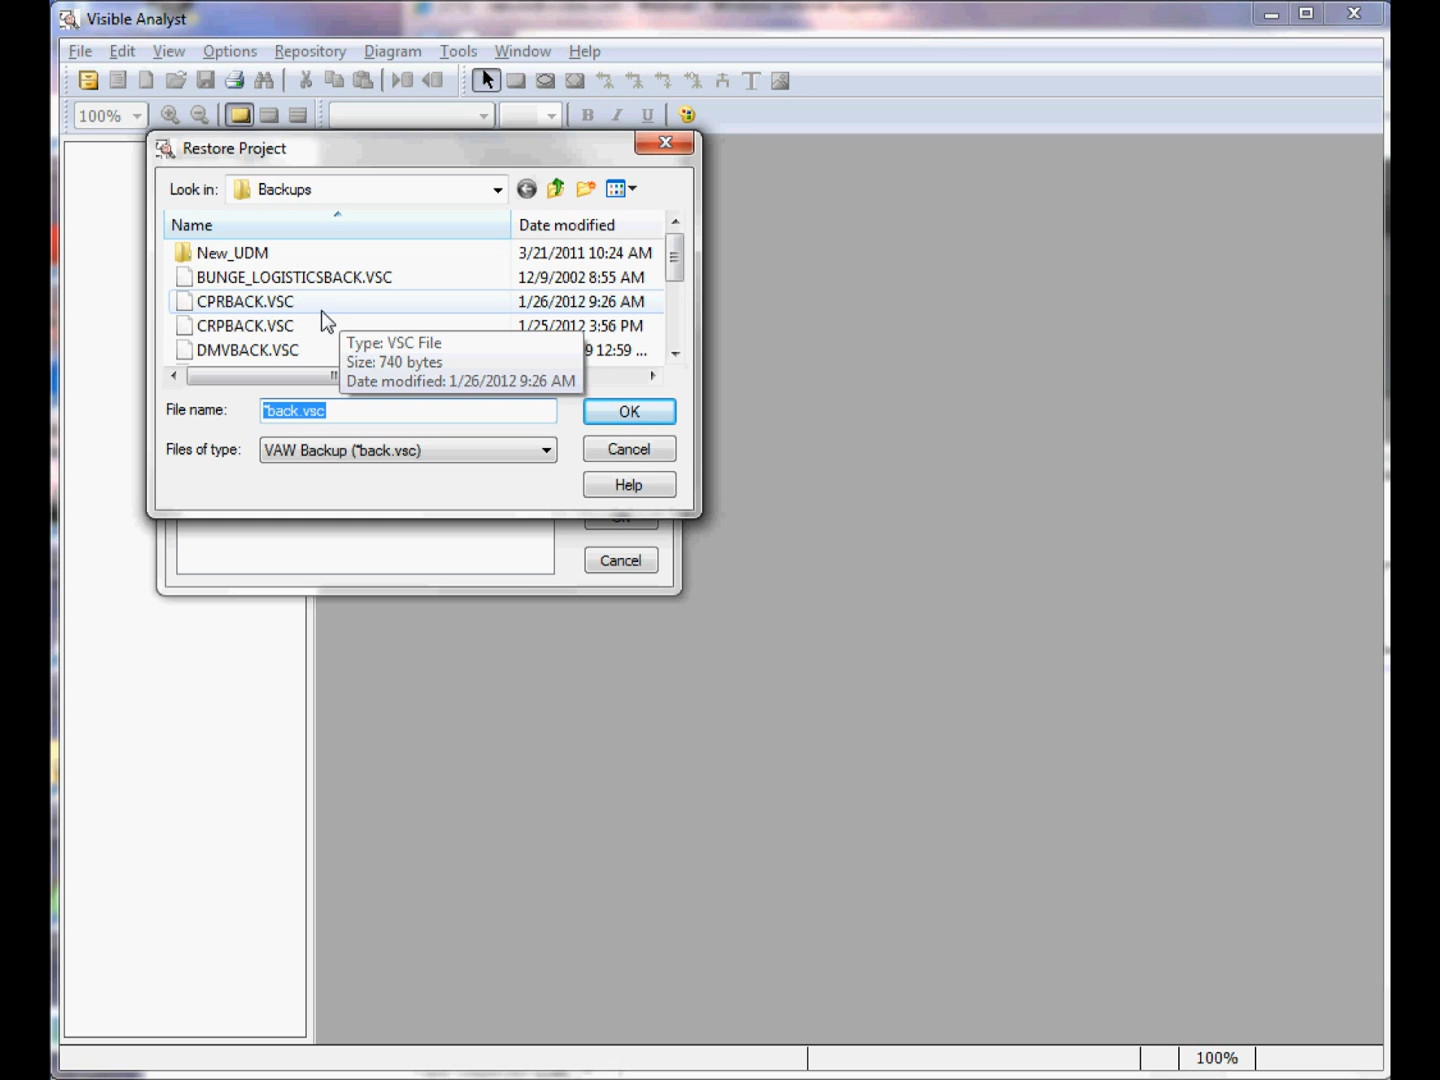 Visible Analyst
File Edit View Options Repository Diagram Tools Window Help
100% B I U
Restore Project
Look in: Backups
Name Date modified
New_UDM 3/21/2011 10:24 AM
BUNGE_LOGISTICSBACK.VSC 12/9/2002 8:55 AM
CPRBACK.VSC 1/26/2012 9:26 AM
CRPBACK.VSC 1/25/2012 3:56 PM
DMVBACK.VSC 9 12:59 ...
Type: VSC File
Size: 740 bytes
Date modified: 1/26/2012 9:26 AM
File name: *back.vsc OK
Files of type: VAW Backup (*back.vsc) Cancel
Help
Cancel
100%